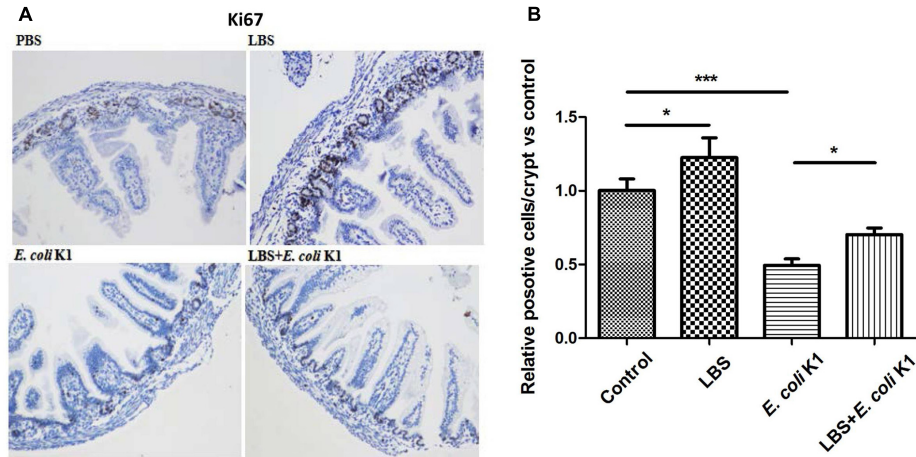 A
Ki67
PBS
LBS
E. coli K1
LBS+E. coli K1
B
Relative posotive cells/crypt vs control
1.5
1.0
0.5
0.0
***
*
*
Control
LBS
E. coli K1
LBS+E. coli K1